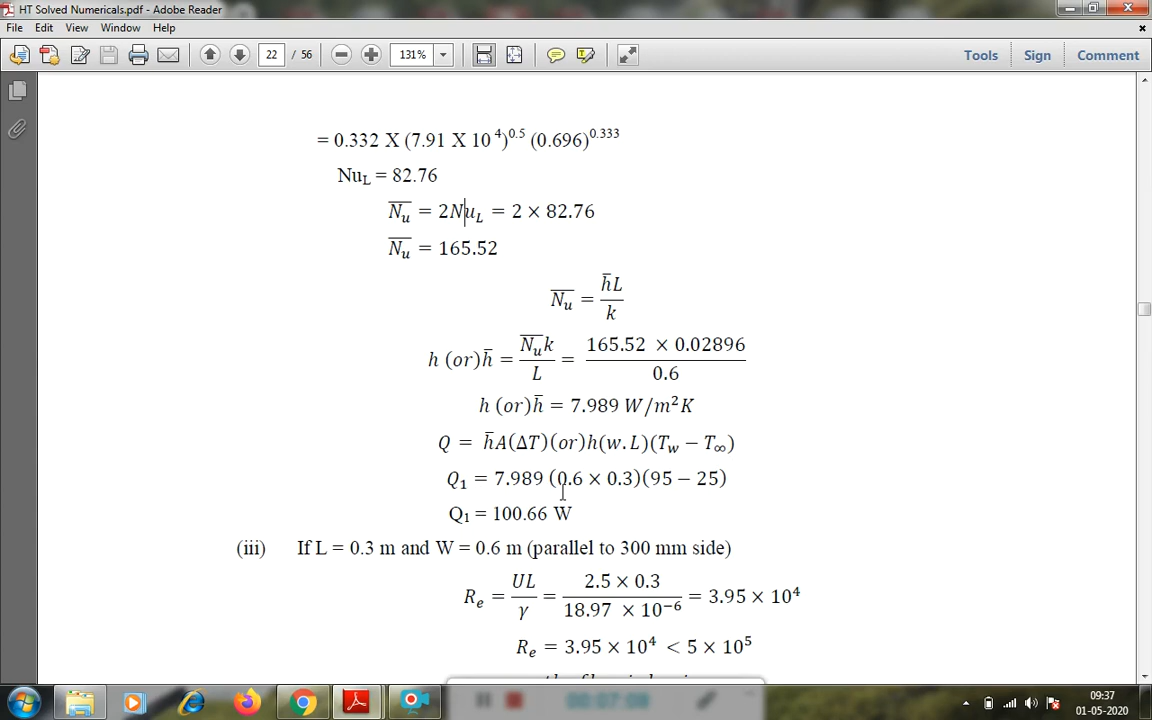 HT Solved Numericals.pdf - Adobe Reader
File Edit View Window Help
22 / 56 131% Tools Sign Comment
= 0.332 X (7.91 X 10⁴)⁰·⁵ (0.696)⁰·³³³
Nu_L = 82.76
N̅u̅ = 2Nu_L = 2 × 82.76
N̅u̅ = 165.52
N̅u̅ = h̄L / k
h (or)h̄ = N̅u̅k / L = 165.52 × 0.02896 / 0.6
h (or)h̄ = 7.989 W/m²K
Q = h̄A(ΔT)(or)h(w.L)(T_w − T_∞)
Q₁ = 7.989 (0.6 × 0.3)(95 − 25)
Q₁ = 100.66 W
(iii) If L = 0.3 m and W = 0.6 m (parallel to 300 mm side)
R_e = UL / γ = 2.5 × 0.3 / 18.97 × 10⁻⁶ = 3.95 × 10⁴
R_e = 3.95 × 10⁴ < 5 × 10⁵
09:37
01-05-2020